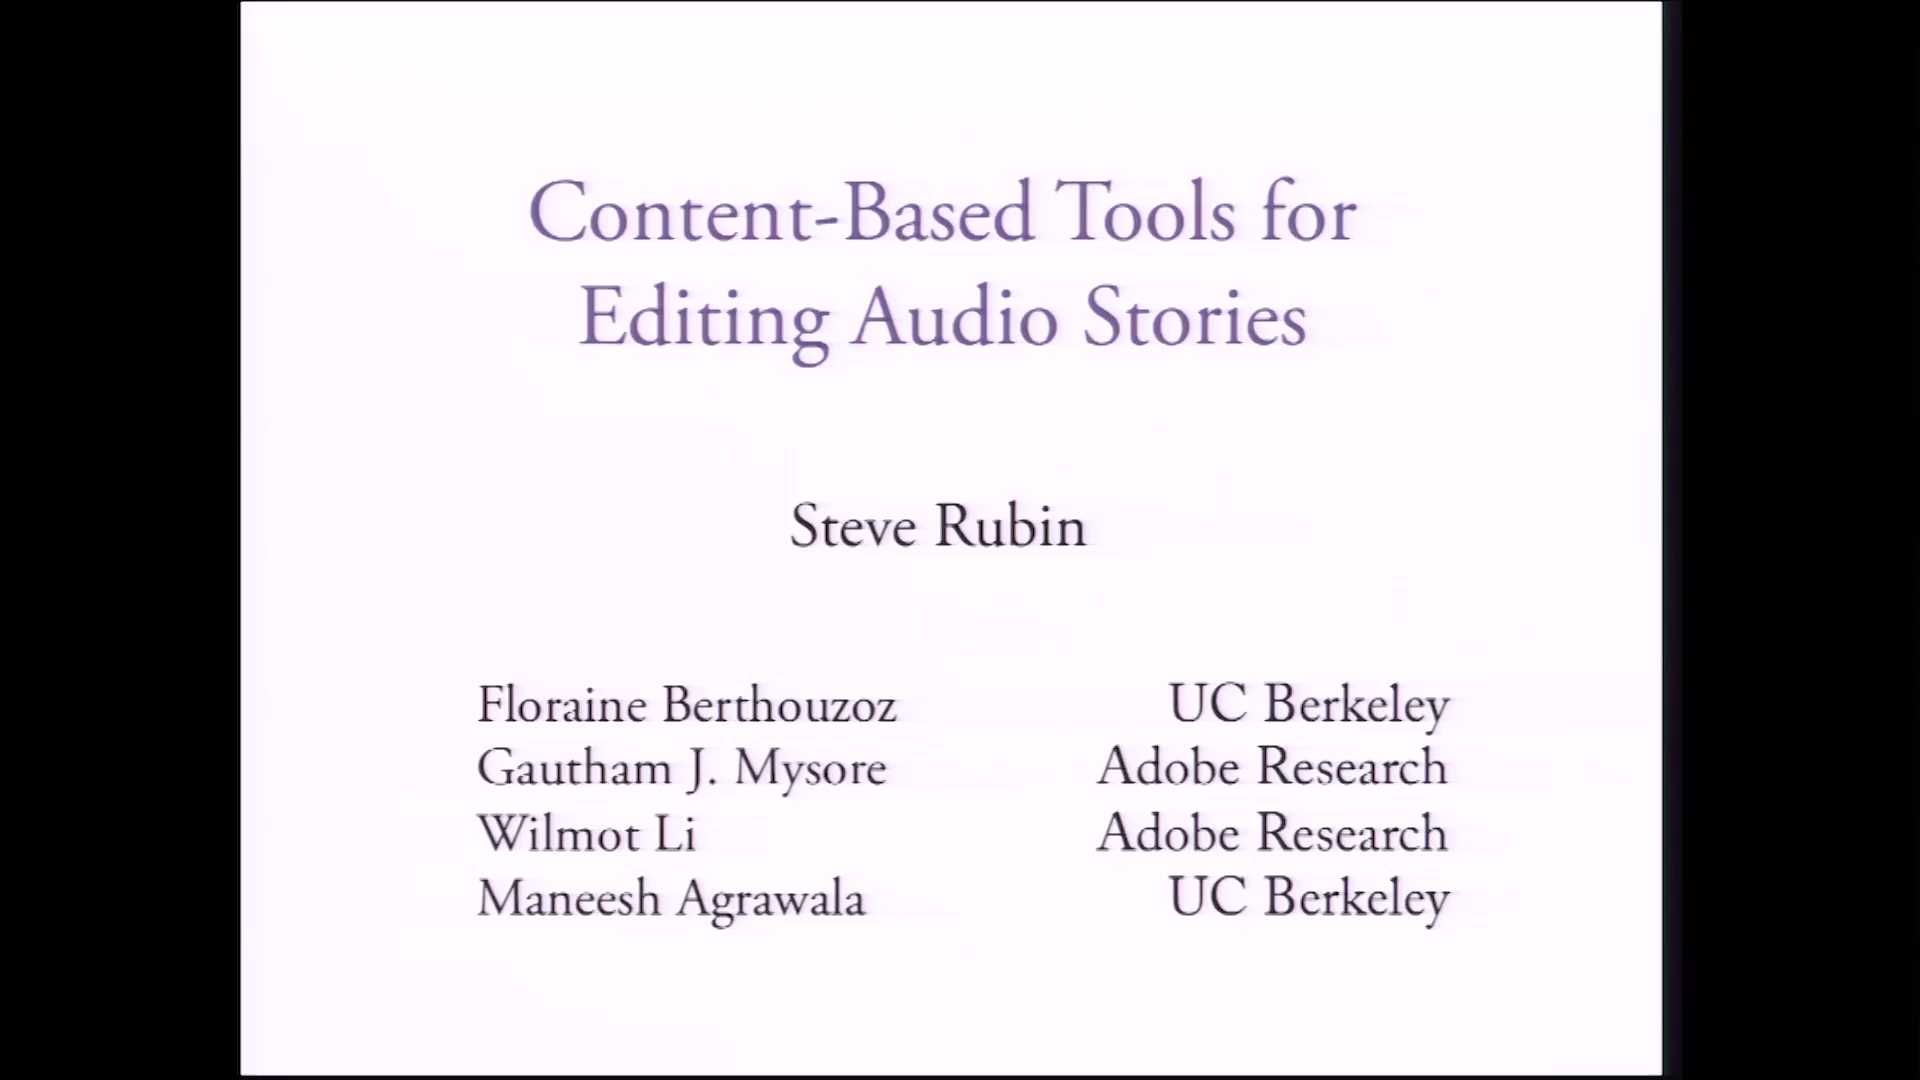 Content-Based Tools for
Editing Audio Stories
Steve Rubin
Floraine Berthouzoz UC Berkeley
Gautham J. Mysore Adobe Research
Wilmot Li Adobe Research
Maneesh Agrawala UC Berkeley